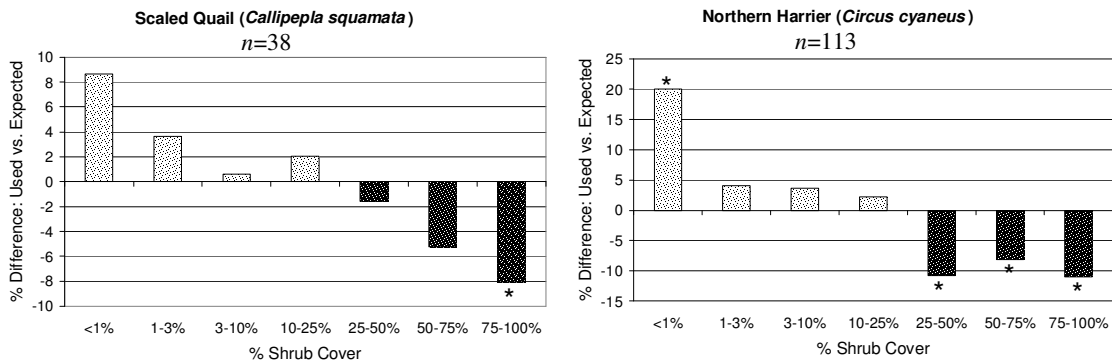 Scaled Quail (Callipepla squamata)
n=38
% Difference: Used vs. Expected
10
8
6
4
2
0
-2
-4
-6
-8
-10
*
<1% 1-3% 3-10% 10-25% 25-50% 50-75% 75-100%
% Shrub Cover
Northern Harrier (Circus cyaneus)
n=113
% Difference: Used vs. Expected
25
20
15
10
5
0
-5
-10
-15
*
* * *
<1% 1-3% 3-10% 10-25% 25-50% 50-75% 75-100%
% Shrub Cover